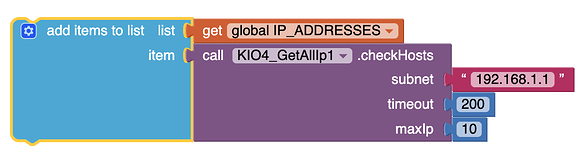 add items to list list get global IP_ADDRESSES
item call KIO4_GetAllIp1 .checkHosts
subnet “ 192.168.1.1 ”
timeout 200
maxIp 10